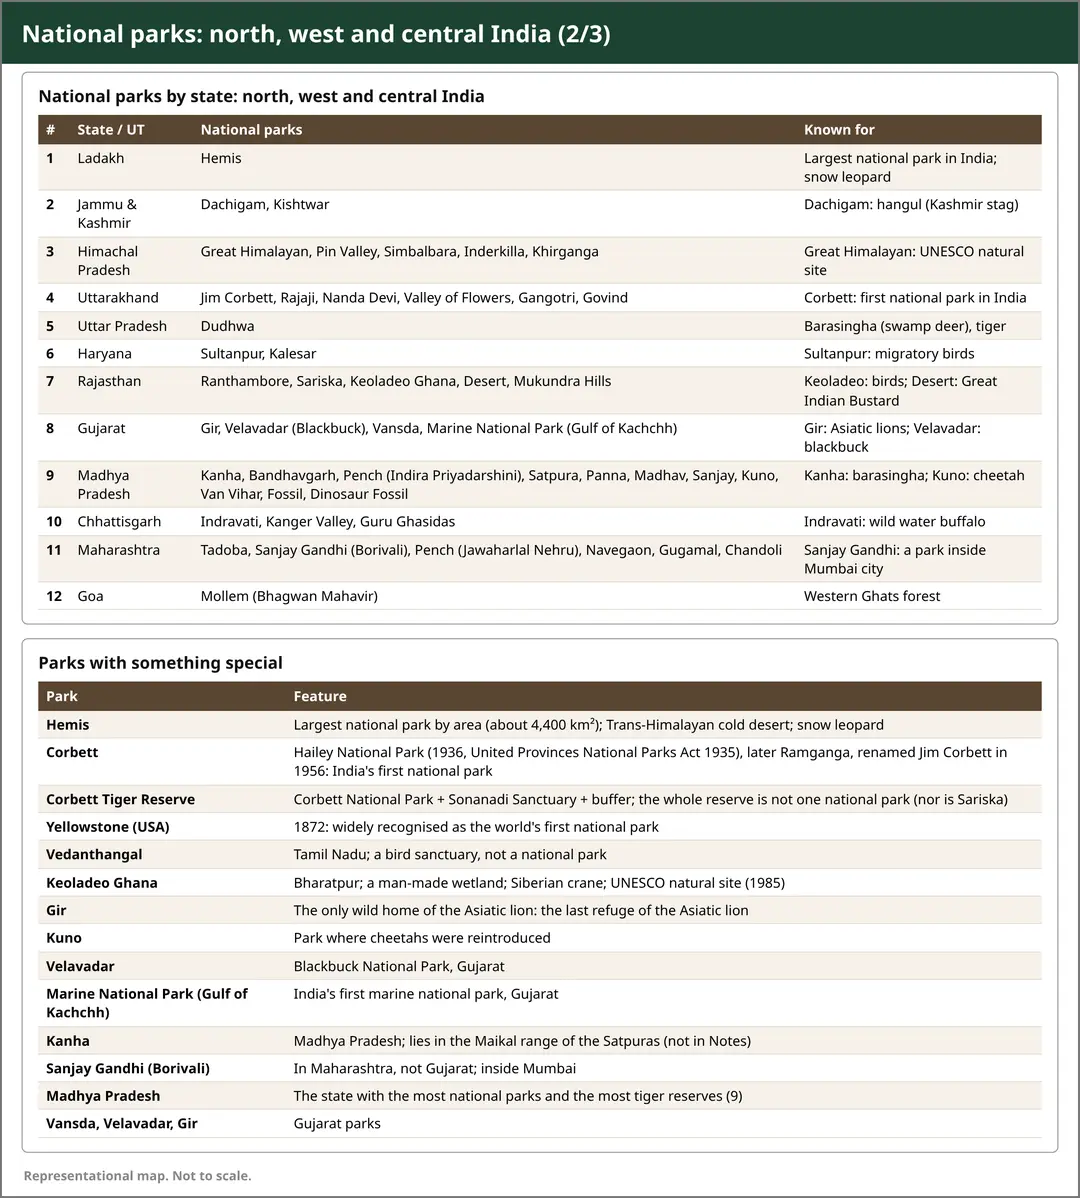 National parks: north, west and central India (2/3)
National parks by state: north, west and central India
# State / UT National parks Known for
1 Ladakh Hemis Largest national park in India;
snow leopard
2 Jammu & Dachigam, Kishtwar Dachigam: hangul (Kashmir stag)
Kashmir
3 Himachal Great Himalayan, Pin Valley, Simbalbara, Inderkilla, Khirganga Great Himalayan: UNESCO natural
Pradesh site
4 Uttarakhand Jim Corbett, Rajaji, Nanda Devi, Valley of Flowers, Gangotri, Govind Corbett: first national park in India
5 Uttar Pradesh Dudhwa Barasingha (swamp deer), tiger
6 Haryana Sultanpur, Kalesar Sultanpur: migratory birds
7 Rajasthan Ranthambore, Sariska, Keoladeo Ghana, Desert, Mukundra Hills Keoladeo: birds; Desert: Great
Indian Bustard
8 Gujarat Gir, Velavadar (Blackbuck), Vansda, Marine National Park (Gulf of Kachchh) Gir: Asiatic lions; Velavadar:
blackbuck
9 Madhya Kanha, Bandhavgarh, Pench (Indira Priyadarshini), Satpura, Panna, Madhav, Sanjay, Kuno, Kanha: barasingha; Kuno: cheetah
Pradesh Van Vihar, Fossil, Dinosaur Fossil
10 Chhattisgarh Indravati, Kanger Valley, Guru Ghasidas Indravati: wild water buffalo
11 Maharashtra Tadoba, Sanjay Gandhi (Borivali), Pench (Jawaharlal Nehru), Navegaon, Gugamal, Chandoli Sanjay Gandhi: a park inside
Mumbai city
12 Goa Mollem (Bhagwan Mahavir) Western Ghats forest
Parks with something special
Park Feature
Hemis Largest national park by area (about 4,400 km²); Trans-Himalayan cold desert; snow leopard
Corbett Hailey National Park (1936, United Provinces National Parks Act 1935), later Ramganga, renamed Jim Corbett in
1956: India's first national park
Corbett Tiger Reserve Corbett National Park + Sonanadi Sanctuary + buffer; the whole reserve is not one national park (nor is Sariska)
Yellowstone (USA) 1872: widely recognised as the world's first national park
Vedanthangal Tamil Nadu; a bird sanctuary, not a national park
Keoladeo Ghana Bharatpur; a man-made wetland; Siberian crane; UNESCO natural site (1985)
Gir The only wild home of the Asiatic lion: the last refuge of the Asiatic lion
Kuno Park where cheetahs were reintroduced
Velavadar Blackbuck National Park, Gujarat
Marine National Park (Gulf of India's first marine national park, Gujarat
Kachchh)
Kanha Madhya Pradesh; lies in the Maikal range of the Satpuras (not in Notes)
Sanjay Gandhi (Borivali) In Maharashtra, not Gujarat; inside Mumbai
Madhya Pradesh The state with the most national parks and the most tiger reserves (9)
Vansda, Velavadar, Gir Gujarat parks
Representational map. Not to scale.